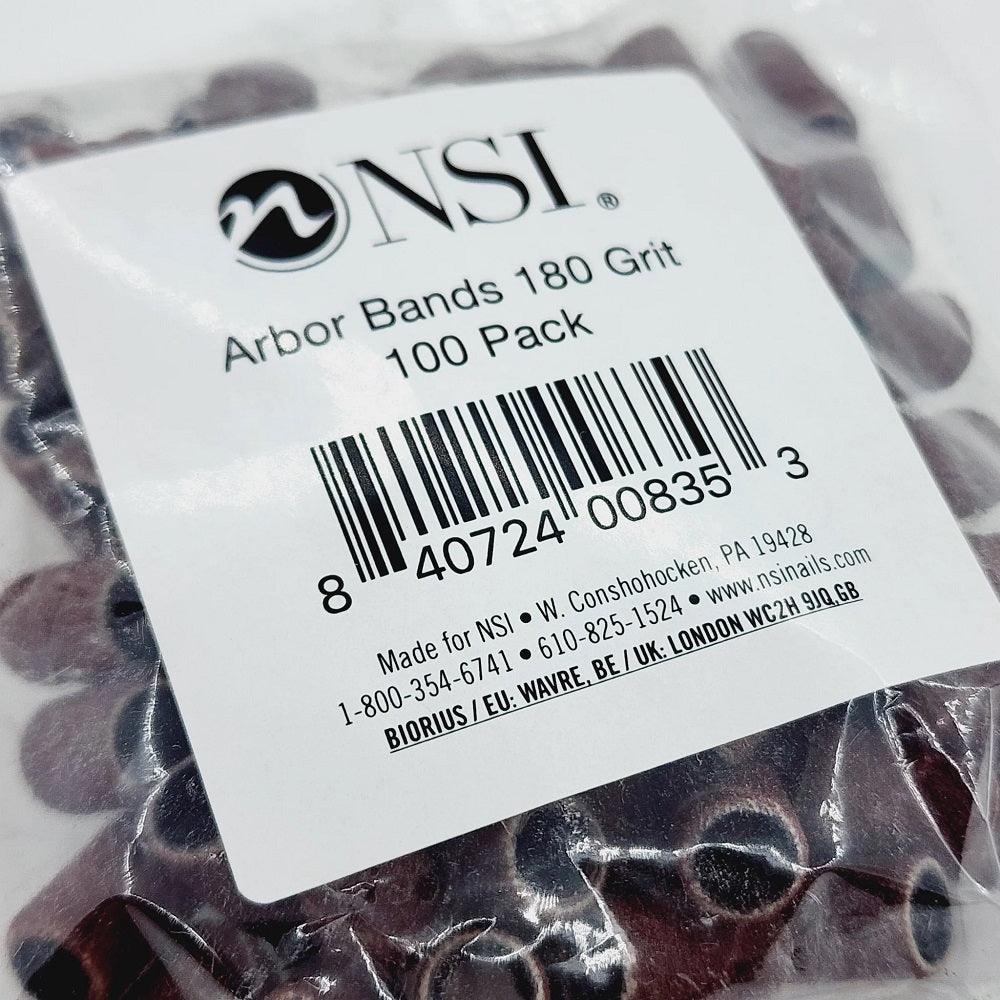 n NSI®
Arbor Bands 180 Grit
100 Pack
8 40724 00835 3
Made for NSI • W. Conshohocken, PA 19428
1-800-354-6741 • 610-825-1524 • www.nsinails.com
BIORIUS / EU: WAVRE, BE / UK: LONDON WC2H 9JQ,GB